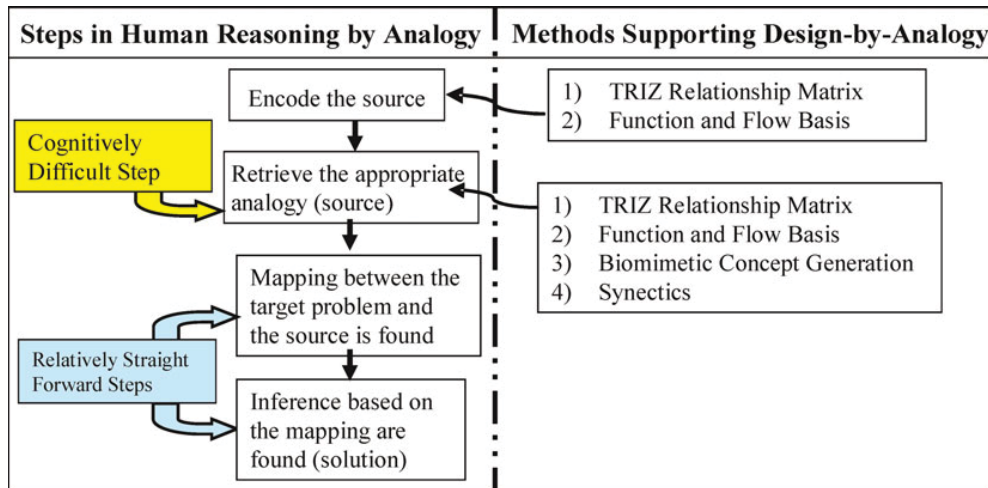 Steps in Human Reasoning by Analogy
Methods Supporting Design-by-Analogy
Encode the source
1) TRIZ Relationship Matrix
2) Function and Flow Basis
Cognitively
Difficult Step
Retrieve the appropriate
analogy (source)
1) TRIZ Relationship Matrix
2) Function and Flow Basis
3) Biomimetic Concept Generation
4) Synectics
Mapping between the
target problem and
the source is found
Relatively Straight
Forward Steps
Inference based on
the mapping are
found (solution)